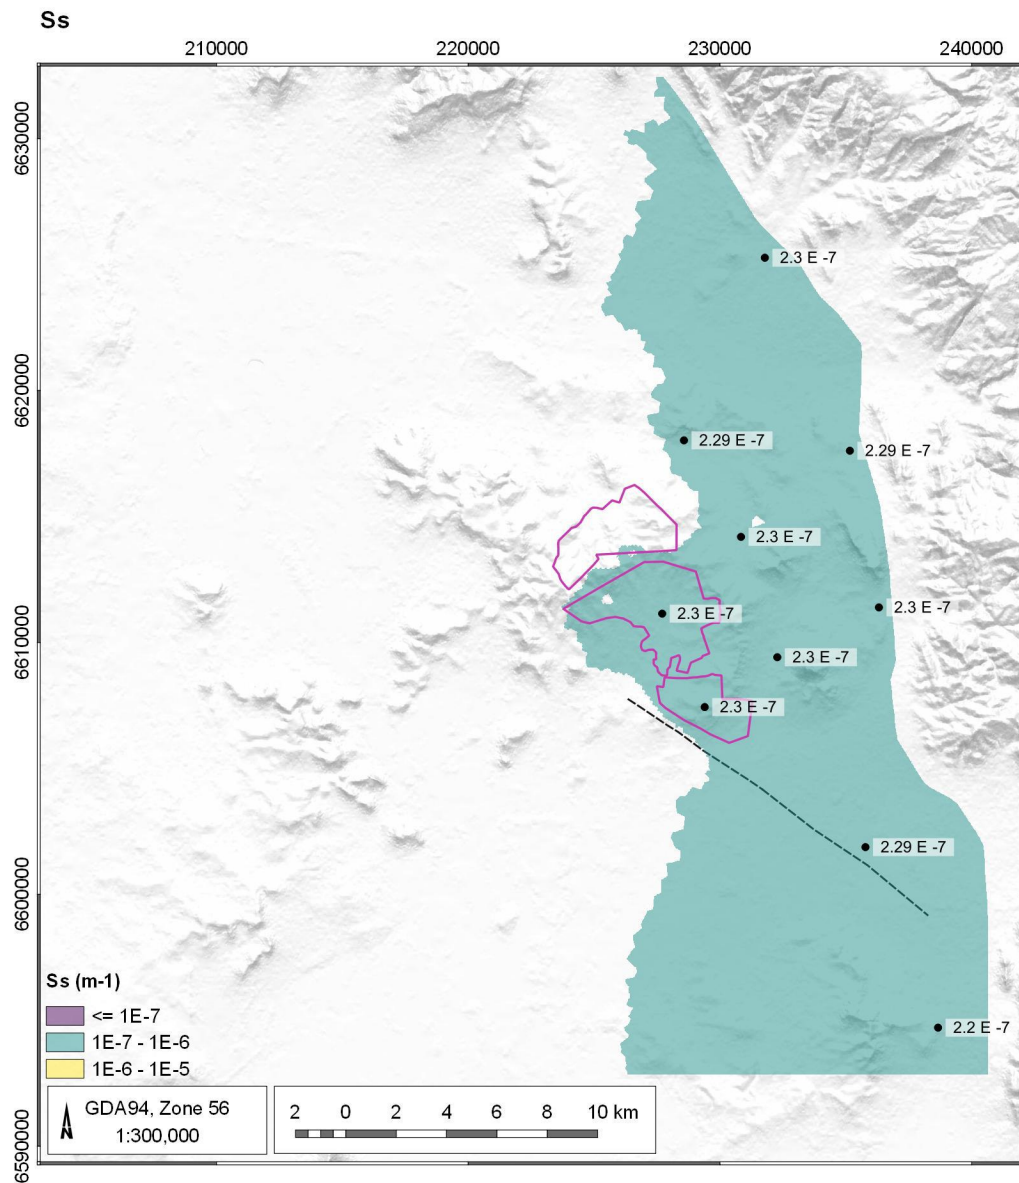 Ss
210000
220000
230000
240000
6630000
6620000
6610000
6600000
6590000
2.3 E -7
2.29 E -7
2.29 E -7
2.3 E -7
2.3 E -7
2.3 E -7
2.3 E -7
2.3 E -7
2.29 E -7
2.2 E -7
Ss (m-1)
<= 1E-7
1E-7 - 1E-6
1E-6 - 1E-5
N
GDA94, Zone 56
1:300,000
2 0 2 4 6 8 10 km